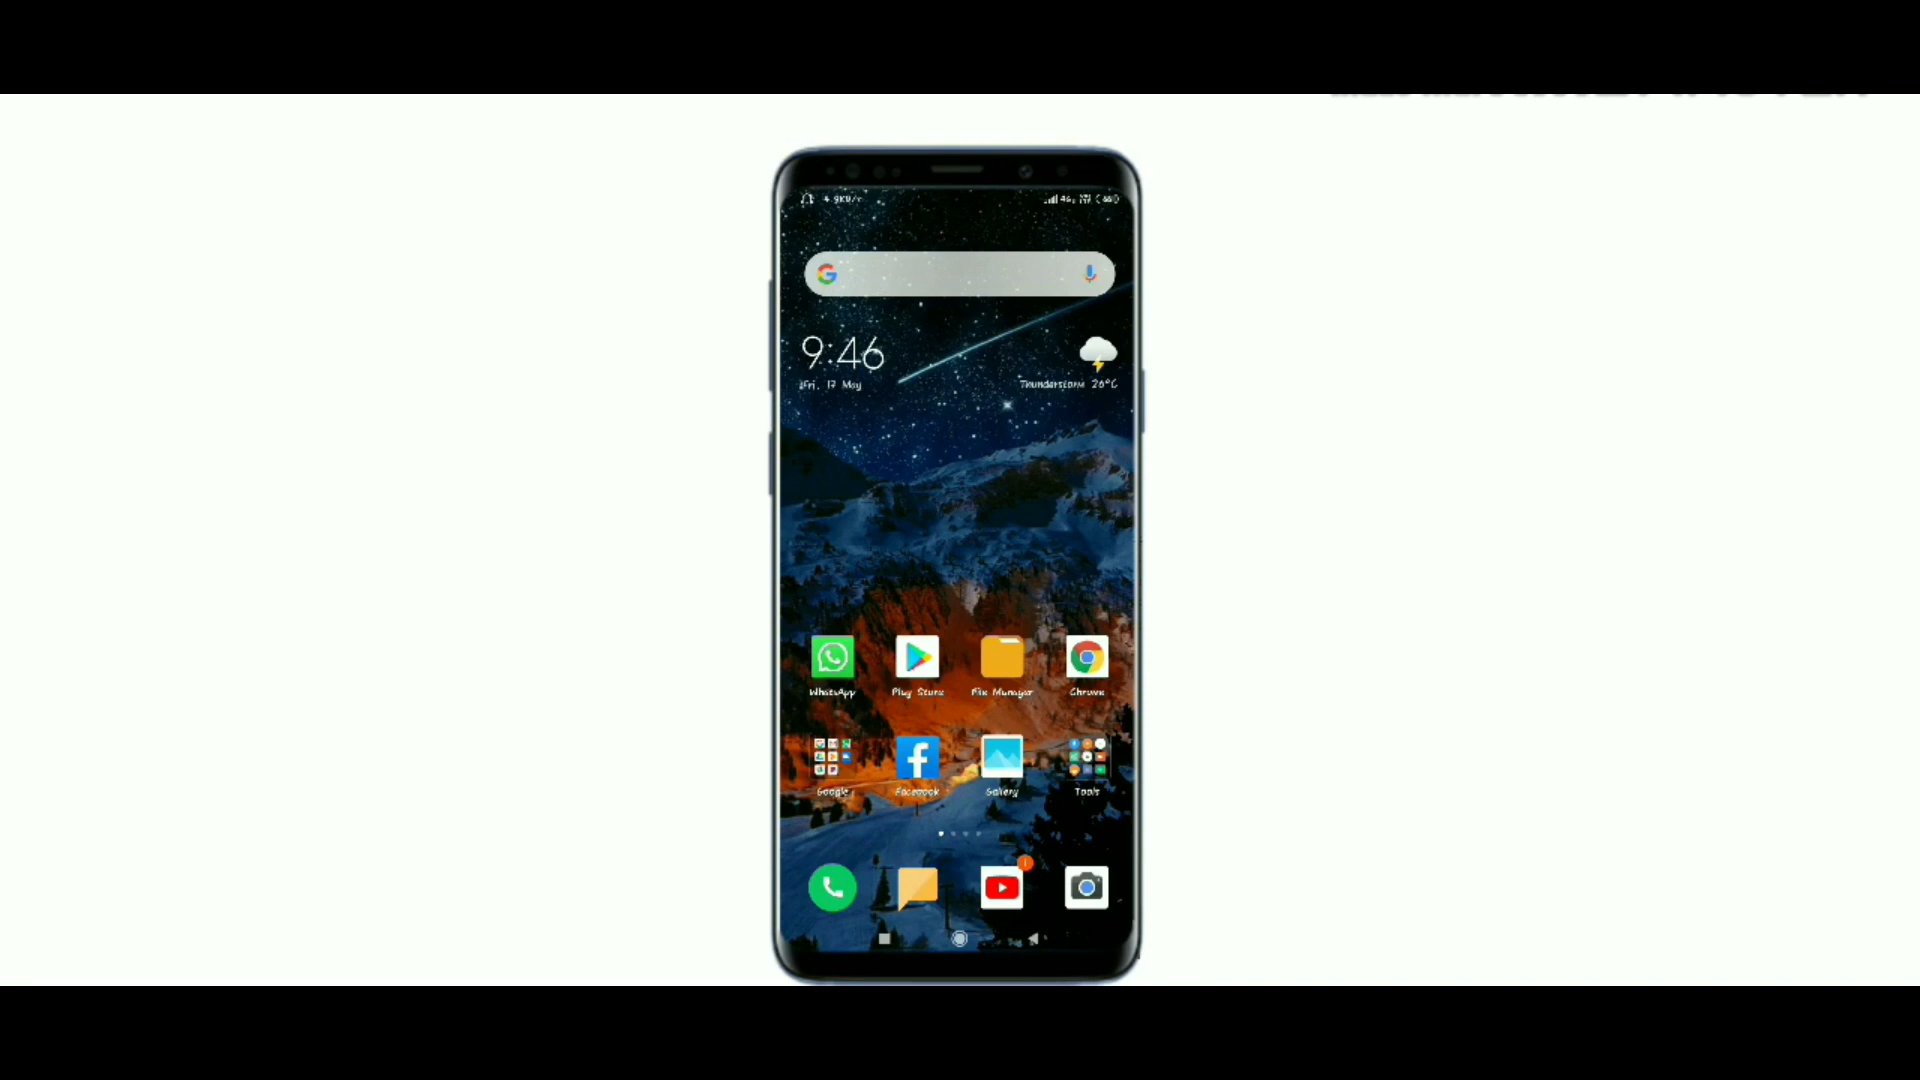 9:46
Fri. 17 May
Thunderstorm 26°C
WhatsApp
Play Store
File Manager
Chrome
Google
Facebook
Gallery
Tools